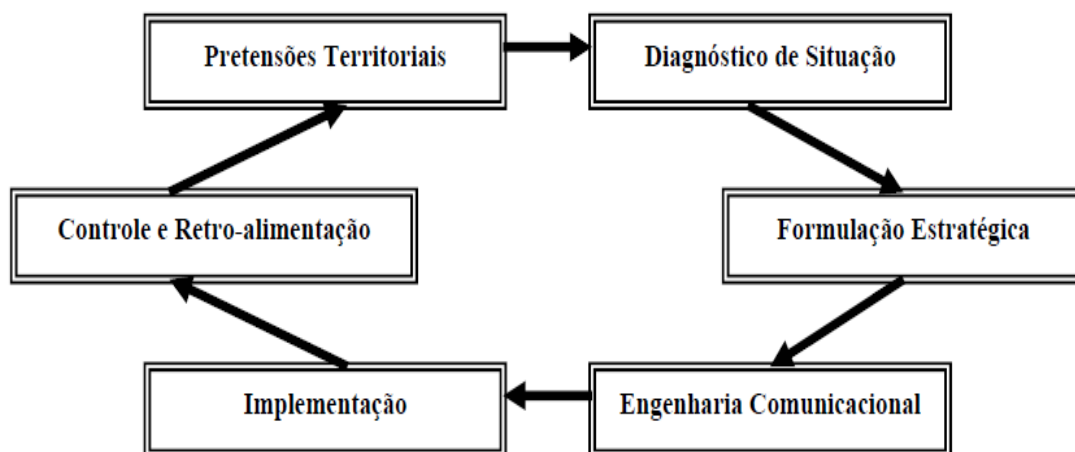 Pretensões Territoriais
Diagnóstico de Situação
Controle e Retro-alimentação
Formulação Estratégica
Implementação
Engenharia Comunicacional